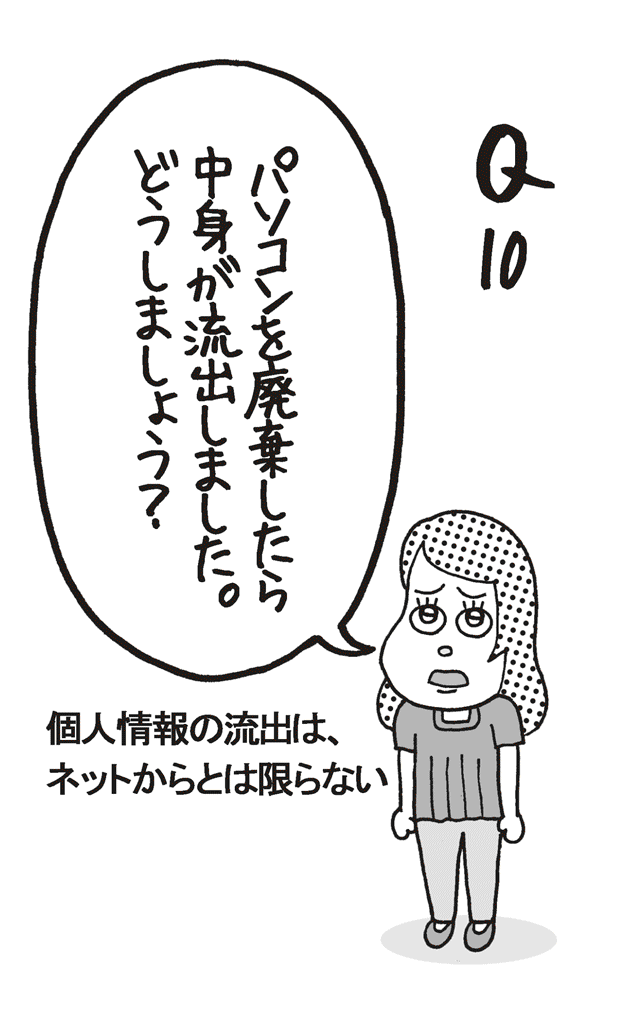 Q
10
パソコンを廃棄したら
中身が流出しました。
どうしましょう?
個人情報の流出は、
ネットからとは限らない